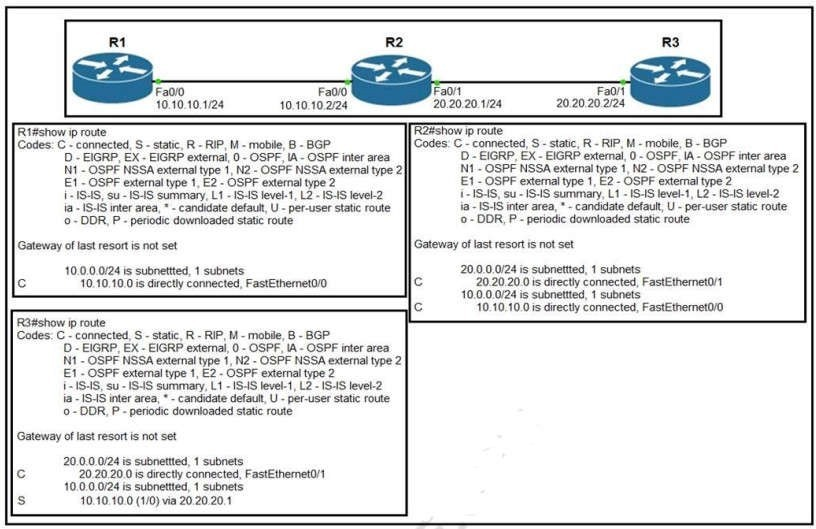 R1 R2 R3
Fa0/0 Fa0/0 Fa0/1 Fa0/1
10.10.10.1/24 10.10.10.2/24 20.20.20.1/24 20.20.20.2/24
R1#show ip route
Codes: C - connected, S - static, R - RIP, M - mobile, B - BGP
D - EIGRP, EX - EIGRP external, 0 - OSPF, IA - OSPF inter area
N1 - OSPF NSSA external type 1, N2 - OSPF NSSA external type 2
E1 - OSPF external type 1, E2 - OSPF external type 2
i - IS-IS, su - IS-IS summary, L1 - IS-IS level-1, L2 - IS-IS level-2
ia - IS-IS inter area, * - candidate default, U - per-user static route
o - DDR, P - periodic downloaded static route
Gateway of last resort is not set
10.0.0.0/24 is subnettted, 1 subnets
C 10.10.10.0 is directly connected, FastEthernet0/0
R2#show ip route
Codes: C - connected, S - static, R - RIP, M - mobile, B - BGP
D - EIGRP, EX - EIGRP external, 0 - OSPF, IA - OSPF inter area
N1 - OSPF NSSA external type 1, N2 - OSPF NSSA external type 2
E1 - OSPF external type 1, E2 - OSPF external type 2
i - IS-IS, su - IS-IS summary, L1 - IS-IS level-1, L2 - IS-IS level-2
ia - IS-IS inter area, * - candidate default, U - per-user static route
o - DDR, P - periodic downloaded static route
Gateway of last resort is not set
20.0.0.0/24 is subnettted, 1 subnets
C 20.20.20.0 is directly connected, FastEthernet0/1
10.0.0.0/24 is subnettted, 1 subnets
C 10.10.10.0 is directly connected, FastEthernet0/0
R3#show ip route
Codes: C - connected, S - static, R - RIP, M - mobile, B - BGP
D - EIGRP, EX - EIGRP external, 0 - OSPF, IA - OSPF inter area
N1 - OSPF NSSA external type 1, N2 - OSPF NSSA external type 2
E1 - OSPF external type 1, E2 - OSPF external type 2
i - IS-IS, su - IS-IS summary, L1 - IS-IS level-1, L2 - IS-IS level-2
ia - IS-IS inter area, * - candidate default, U - per-user static route
o - DDR, P - periodic downloaded static route
Gateway of last resort is not set
20.0.0.0/24 is subnettted, 1 subnets
C 20.20.20.0 is directly connected, FastEthernet0/1
10.0.0.0/24 is subnettted, 1 subnets
S 10.10.10.0 (1/0) via 20.20.20.1